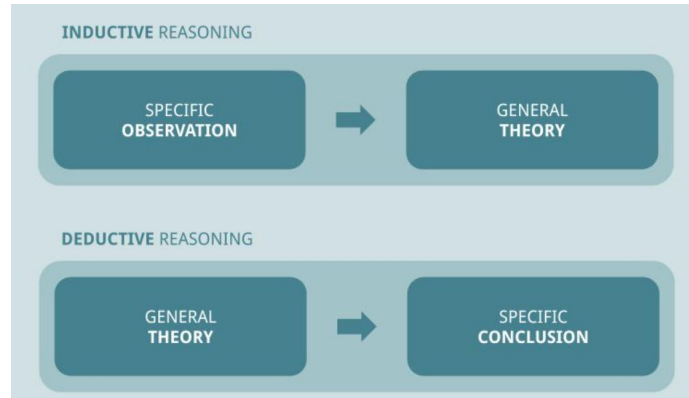 INDUCTIVE REASONING
SPECIFIC
OBSERVATION
GENERAL
THEORY
DEDUCTIVE REASONING
GENERAL
THEORY
SPECIFIC
CONCLUSION